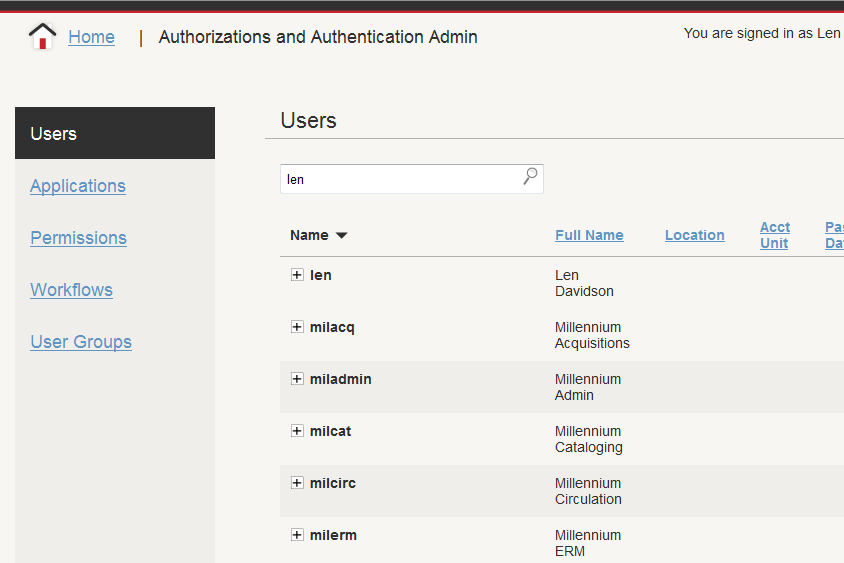 Home | Authorizations and Authentication Admin
You are signed in as Len
Users
Applications
Permissions
Workflows
User Groups
Users
len
Name Full Name Location Acct Unit
len Len Davidson
milacq Millennium Acquisitions
miladmin Millennium Admin
milcat Millennium Cataloging
milcirc Millennium Circulation
milerm Millennium ERM